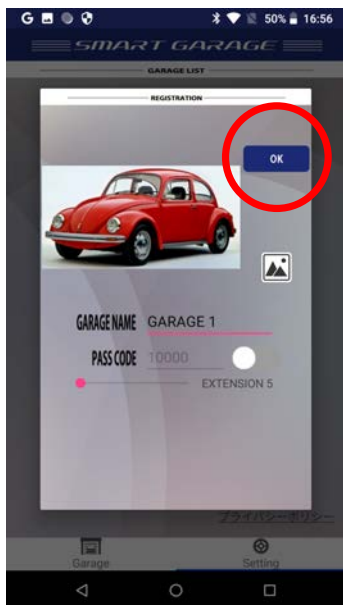 G 50% 16:56
SMART GARAGE
GARAGE LIST
REGISTRATION
OK
GARAGE NAME GARAGE 1
PASS CODE 10000
EXTENSION 5
プライバシーポリシー
Garage Setting